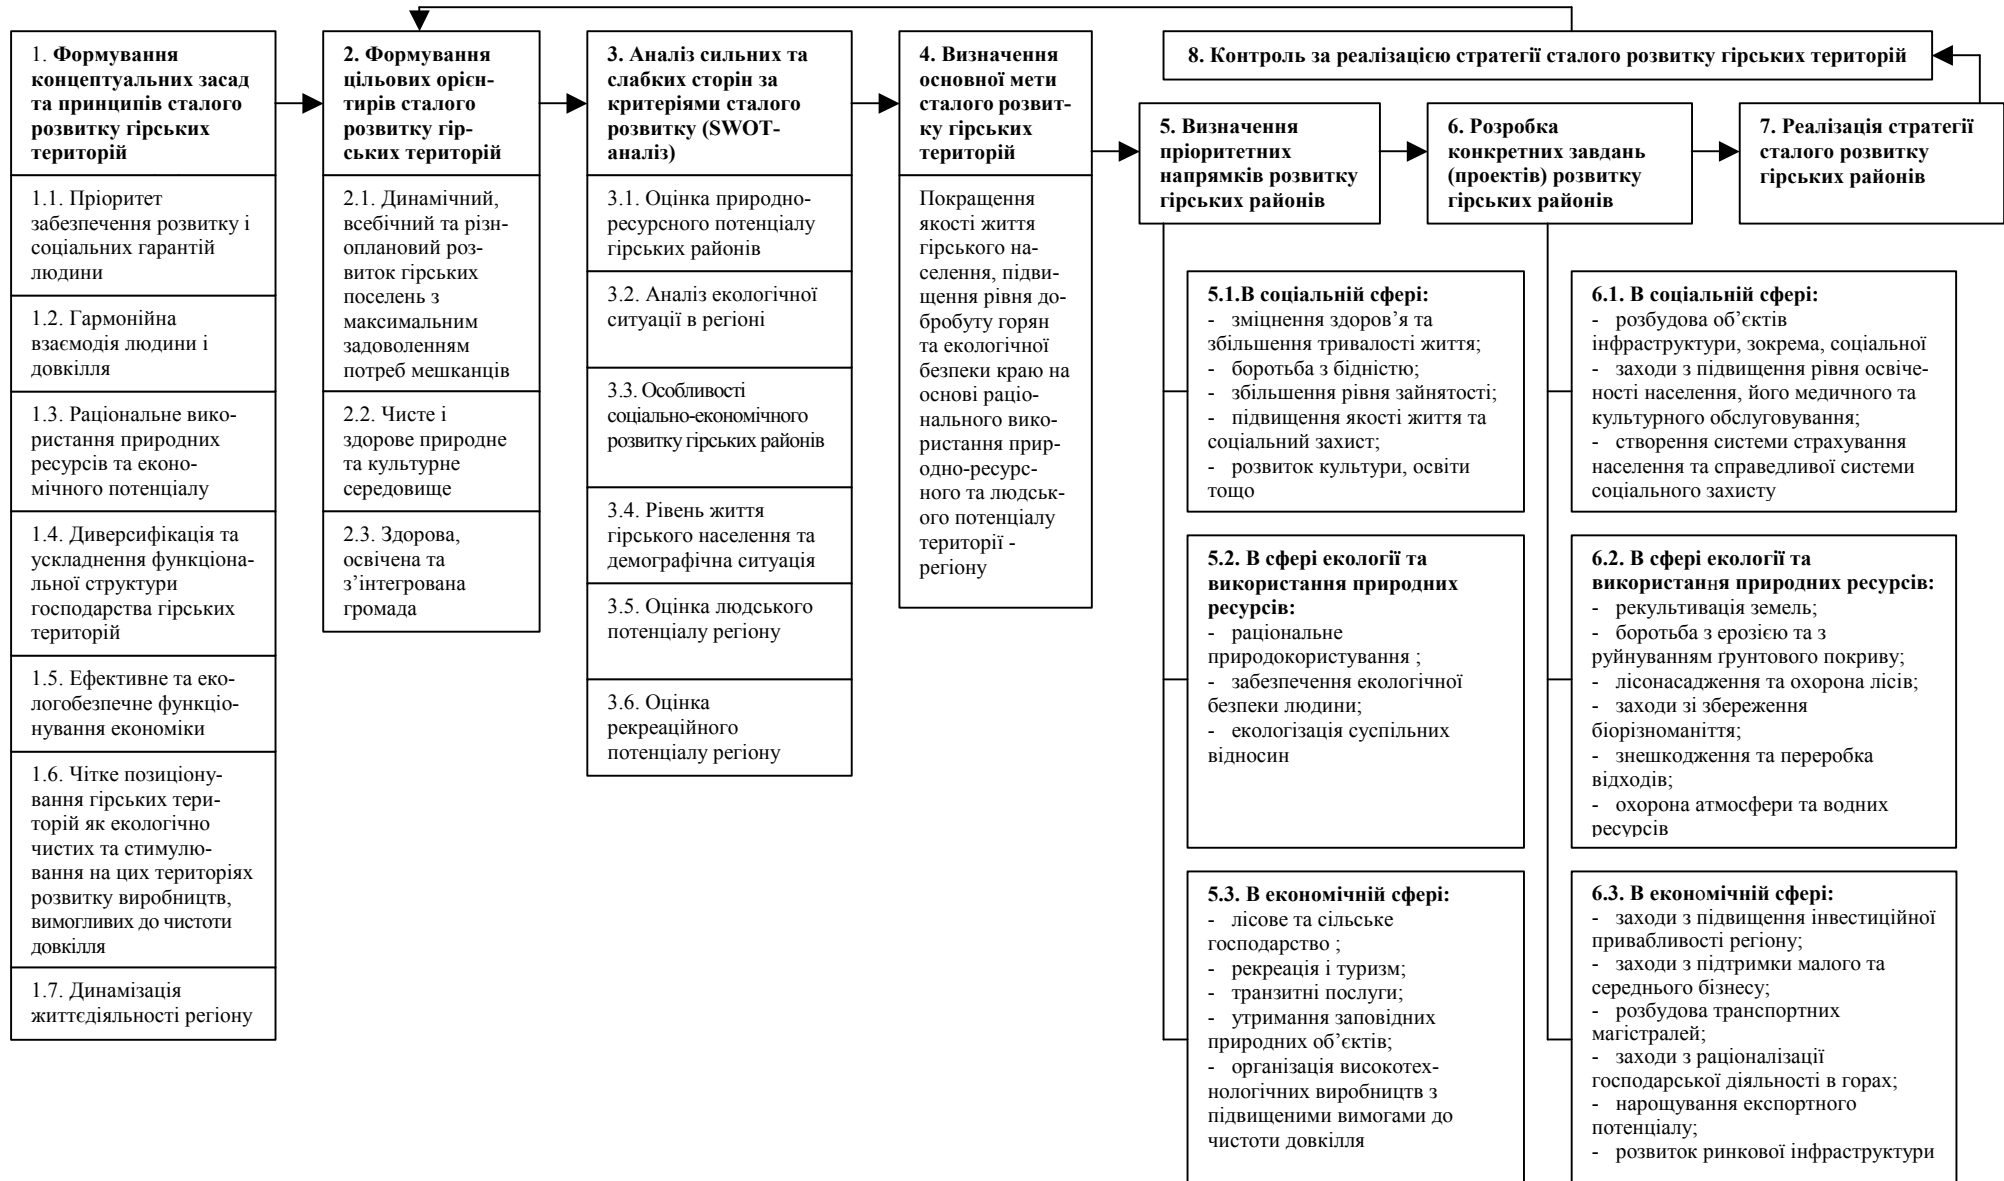 1. Формування
концептуальних засад
та принципів сталого
розвитку гірських
територій
1.1. Пріоритет
забезпечення розвитку і
соціальних гарантій
людини
1.2. Гармонійна
взаємодія людини і
довкілля
1.3. Раціональне вико-
ристання природних
ресурсів та еконо-
мічного потенціалу
1.4. Диверсифікація та
ускладнення функціона-
льної структури
господарства гірських
територій
1.5. Ефективне та еко-
логобезпечне функціо-
нування економіки
1.6. Чітке позиціону-
вання гірських тери-
торій як екологічно
чистих та стимулю-
вання на цих територіях
розвитку виробництв,
вимогливих до чистоти
довкілля
1.7. Динамізація
життєдіяльності регіону
2. Формування
цільових орієн-
тирів сталого
розвитку гір-
ських територій
2.1. Динамічний,
всебічний та різн-
оплановий роз-
виток гірських
поселень з
максимальним
задоволенням
потреб мешканців
2.2. Чисте і
здорове природне
та культурне
середовище
2.3. Здорова,
освічена та
з’інтегрована
громада
3. Аналіз сильних та
слабких сторін за
критеріями сталого
розвитку (SWOT-
аналіз)
3.1. Оцінка природно-
ресурсного потенціалу
гірських районів
3.2. Аналіз екологічної
ситуації в регіоні
3.3. Особливості
соціально-економічного
розвитку гірських районів
3.4. Рівень життя
гірського населення та
демографічна ситуація
3.5. Оцінка людського
потенціалу регіону
3.6. Оцінка
рекреаційного
потенціалу регіону
4. Визначення
основної мети
сталого розвит-
ку гірських
територій
Покращення
якості життя
гірського на-
селення, підви-
щення рівня до-
бробуту горян
та екологічної
безпеки краю на
основі раціо-
нального вико-
ристання прир-
одно-ресурс-
ного та людськ-
ого потенціалу
території -
регіону
8. Контроль за реалізацією стратегії сталого розвитку гірських територій
5. Визначення
пріоритетних
напрямків розвитку
гірських районів
6. Розробка
конкретних завдань
(проектів) розвитку
гірських районів
7. Реалізація стратегії
сталого розвитку
гірських районів
5.1.В соціальній сфері:
- зміцнення здоров’я та
збільшення тривалості життя;
- боротьба з бідністю;
- збільшення рівня зайнятості;
- підвищення якості життя та
соціальний захист;
- розвиток культури, освіти
тощо
5.2. В сфері екології та
використання природних
ресурсів:
- раціональне
природокористування ;
- забезпечення екологічної
безпеки людини;
- екологізація суспільних
відносин
5.3. В економічній сфері:
- лісове та сільське
господарство ;
- рекреація і туризм;
- транзитні послуги;
- утримання заповідних
природних об’єктів;
- організація високотех-
нологічних виробництв з
підвищеними вимогами до
чистоти довкілля
6.1. В соціальній сфері:
- розбудова об’єктів
інфраструктури, зокрема, соціальної
- заходи з підвищення рівня освіче-
ності населення, його медичного та
культурного обслуговування;
- створення системи страхування
населення та справедливої системи
соціального захисту
6.2. В сфері екології та
використання природних ресурсів:
- рекультивація земель;
- боротьба з ерозією та з
руйнуванням ґрунтового покриву;
- лісонасадження та охорона лісів;
- заходи зі збереження
біорізноманіття;
- знешкодження та переробка
відходів;
- охорона атмосфери та водних
ресурсів
6.3. В економічній сфері:
- заходи з підвищення інвестиційної
привабливості регіону;
- заходи з підтримки малого та
середнього бізнесу;
- розбудова транспортних
магістралей;
- заходи з раціоналізації
господарської діяльності в горах;
- нарощування експортного
потенціалу;
- розвиток ринкової інфраструктури